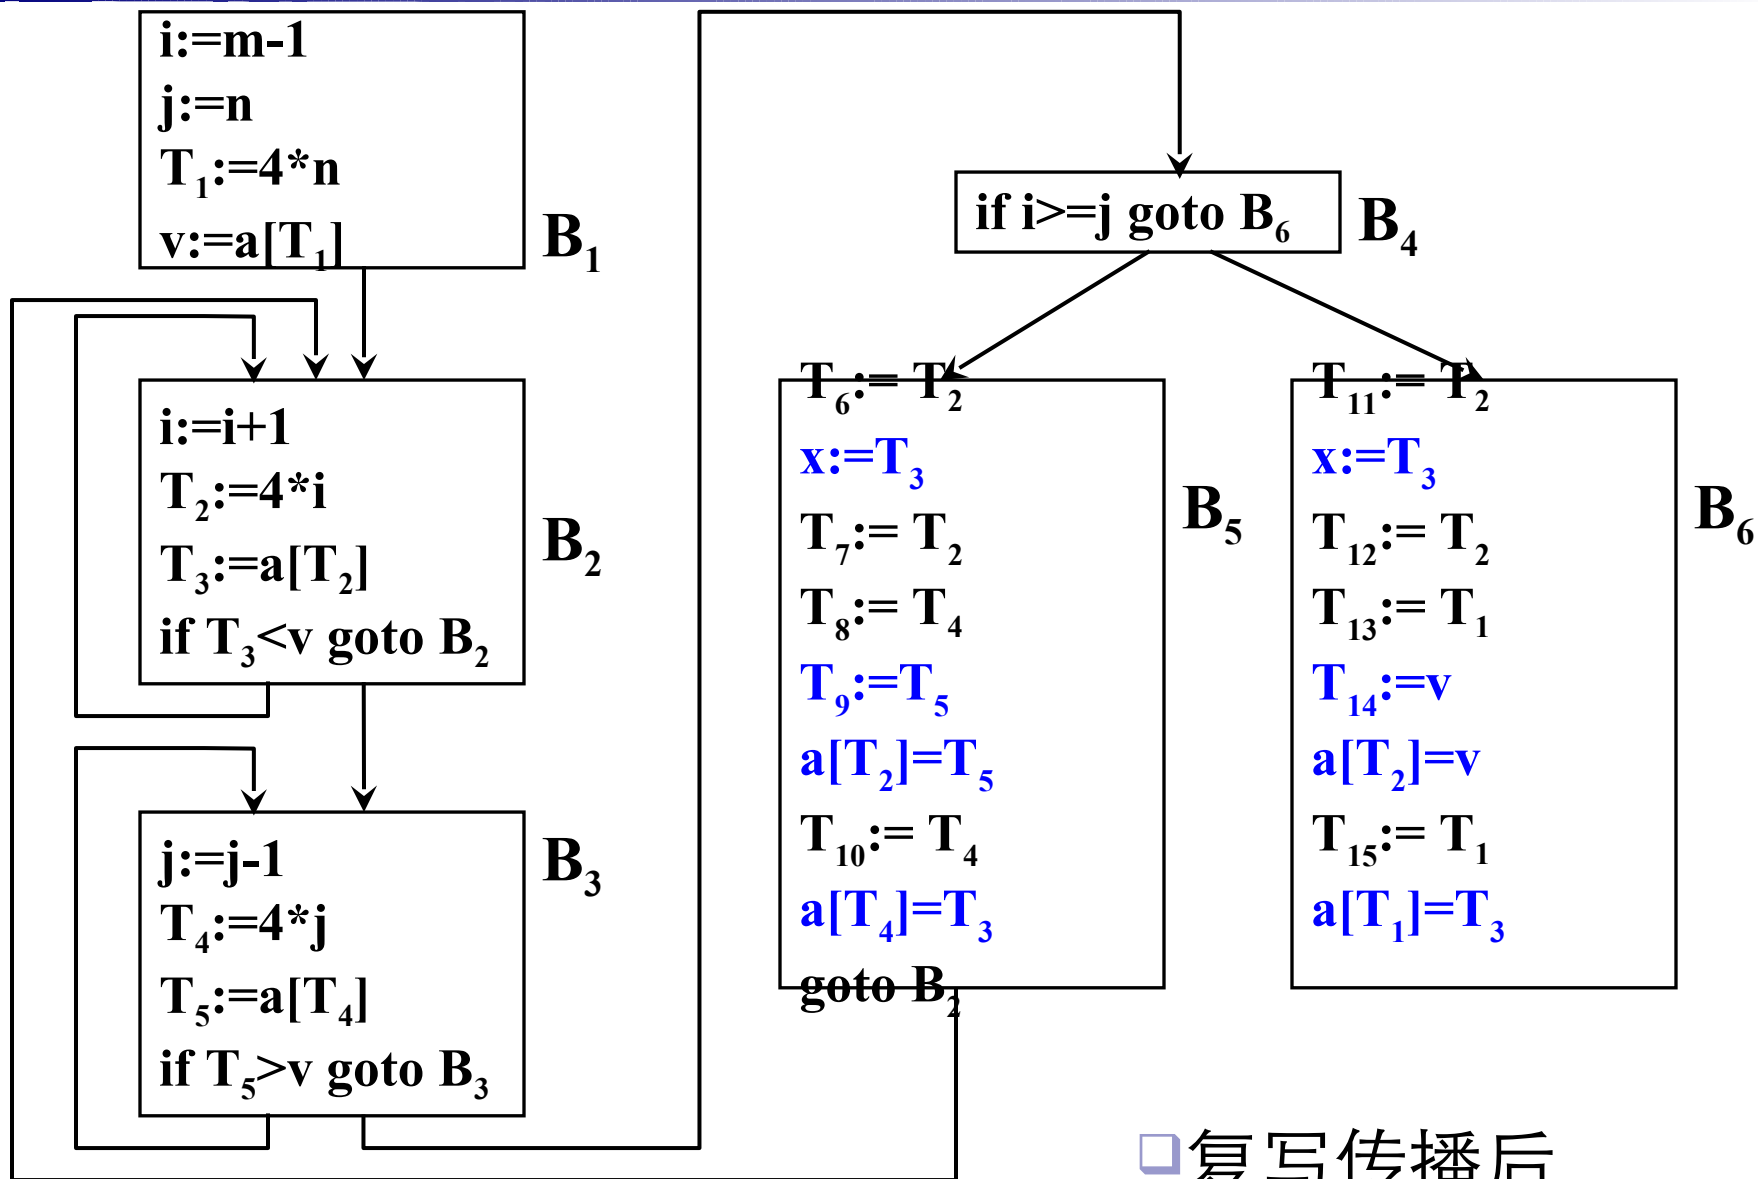 i:=m-1
j:=n
T₁:=4*n
v:=a[T₁]
B₁
i:=i+1
T₂:=4*i
T₃:=a[T₂]
if T₃<v goto B₂
B₂
j:=j-1
T₄:=4*j
T₅:=a[T₄]
if T₅>v goto B₃
B₃
if i>=j goto B₆
B₄
T₆:= T₂
x:=T₃
T₇:= T₂
T₈:= T₄
T₉:=T₅
a[T₂]=T₅
T₁₀:= T₄
a[T₄]=T₃
goto B₂
B₅
T₁₁:= T₂
x:=T₃
T₁₂:= T₂
T₁₃:= T₁
T₁₄:=v
a[T₂]=v
T₁₅:= T₁
a[T₁]=T₃
B₆
复写传播后